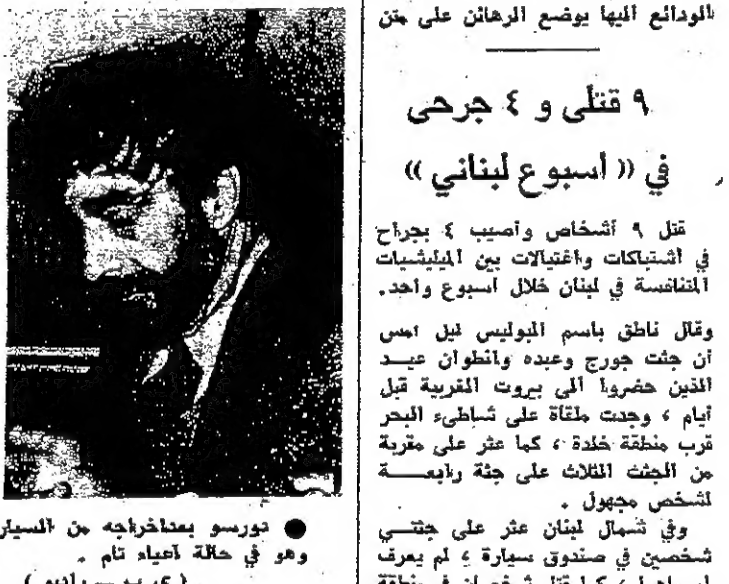 الودائع اليها يوضع الرهائن على متن
٩ قتلى و ٤ جرحى
في «اسبوع لبناني»
قتل ٩ أشخاص وأصيب ٤ بجراح
في اشتباكات واغتيالات بين الميليشيات
المتنافسة في لبنان خلال اسبوع واحد.
وقال ناطق باسم البوليس ليل امس
ان جثث جورج وعبده وانطوان عيد
الذين حضروا الى بيروت الغربية قبل
أيام ، وجدت ملقاة على شاطىء البحر
قرب منطقة خلدة ، كما عثر على مقربة
من الجثث الثلاث على جثة رابعة
لشخص مجهول .
وفي شمال لبنان عثر على جثتي
شخصين في صندوق سيارة ، لم يعرف
● تورسو بعد اخراجه من السيار
وهو في حالة اعياء تام .